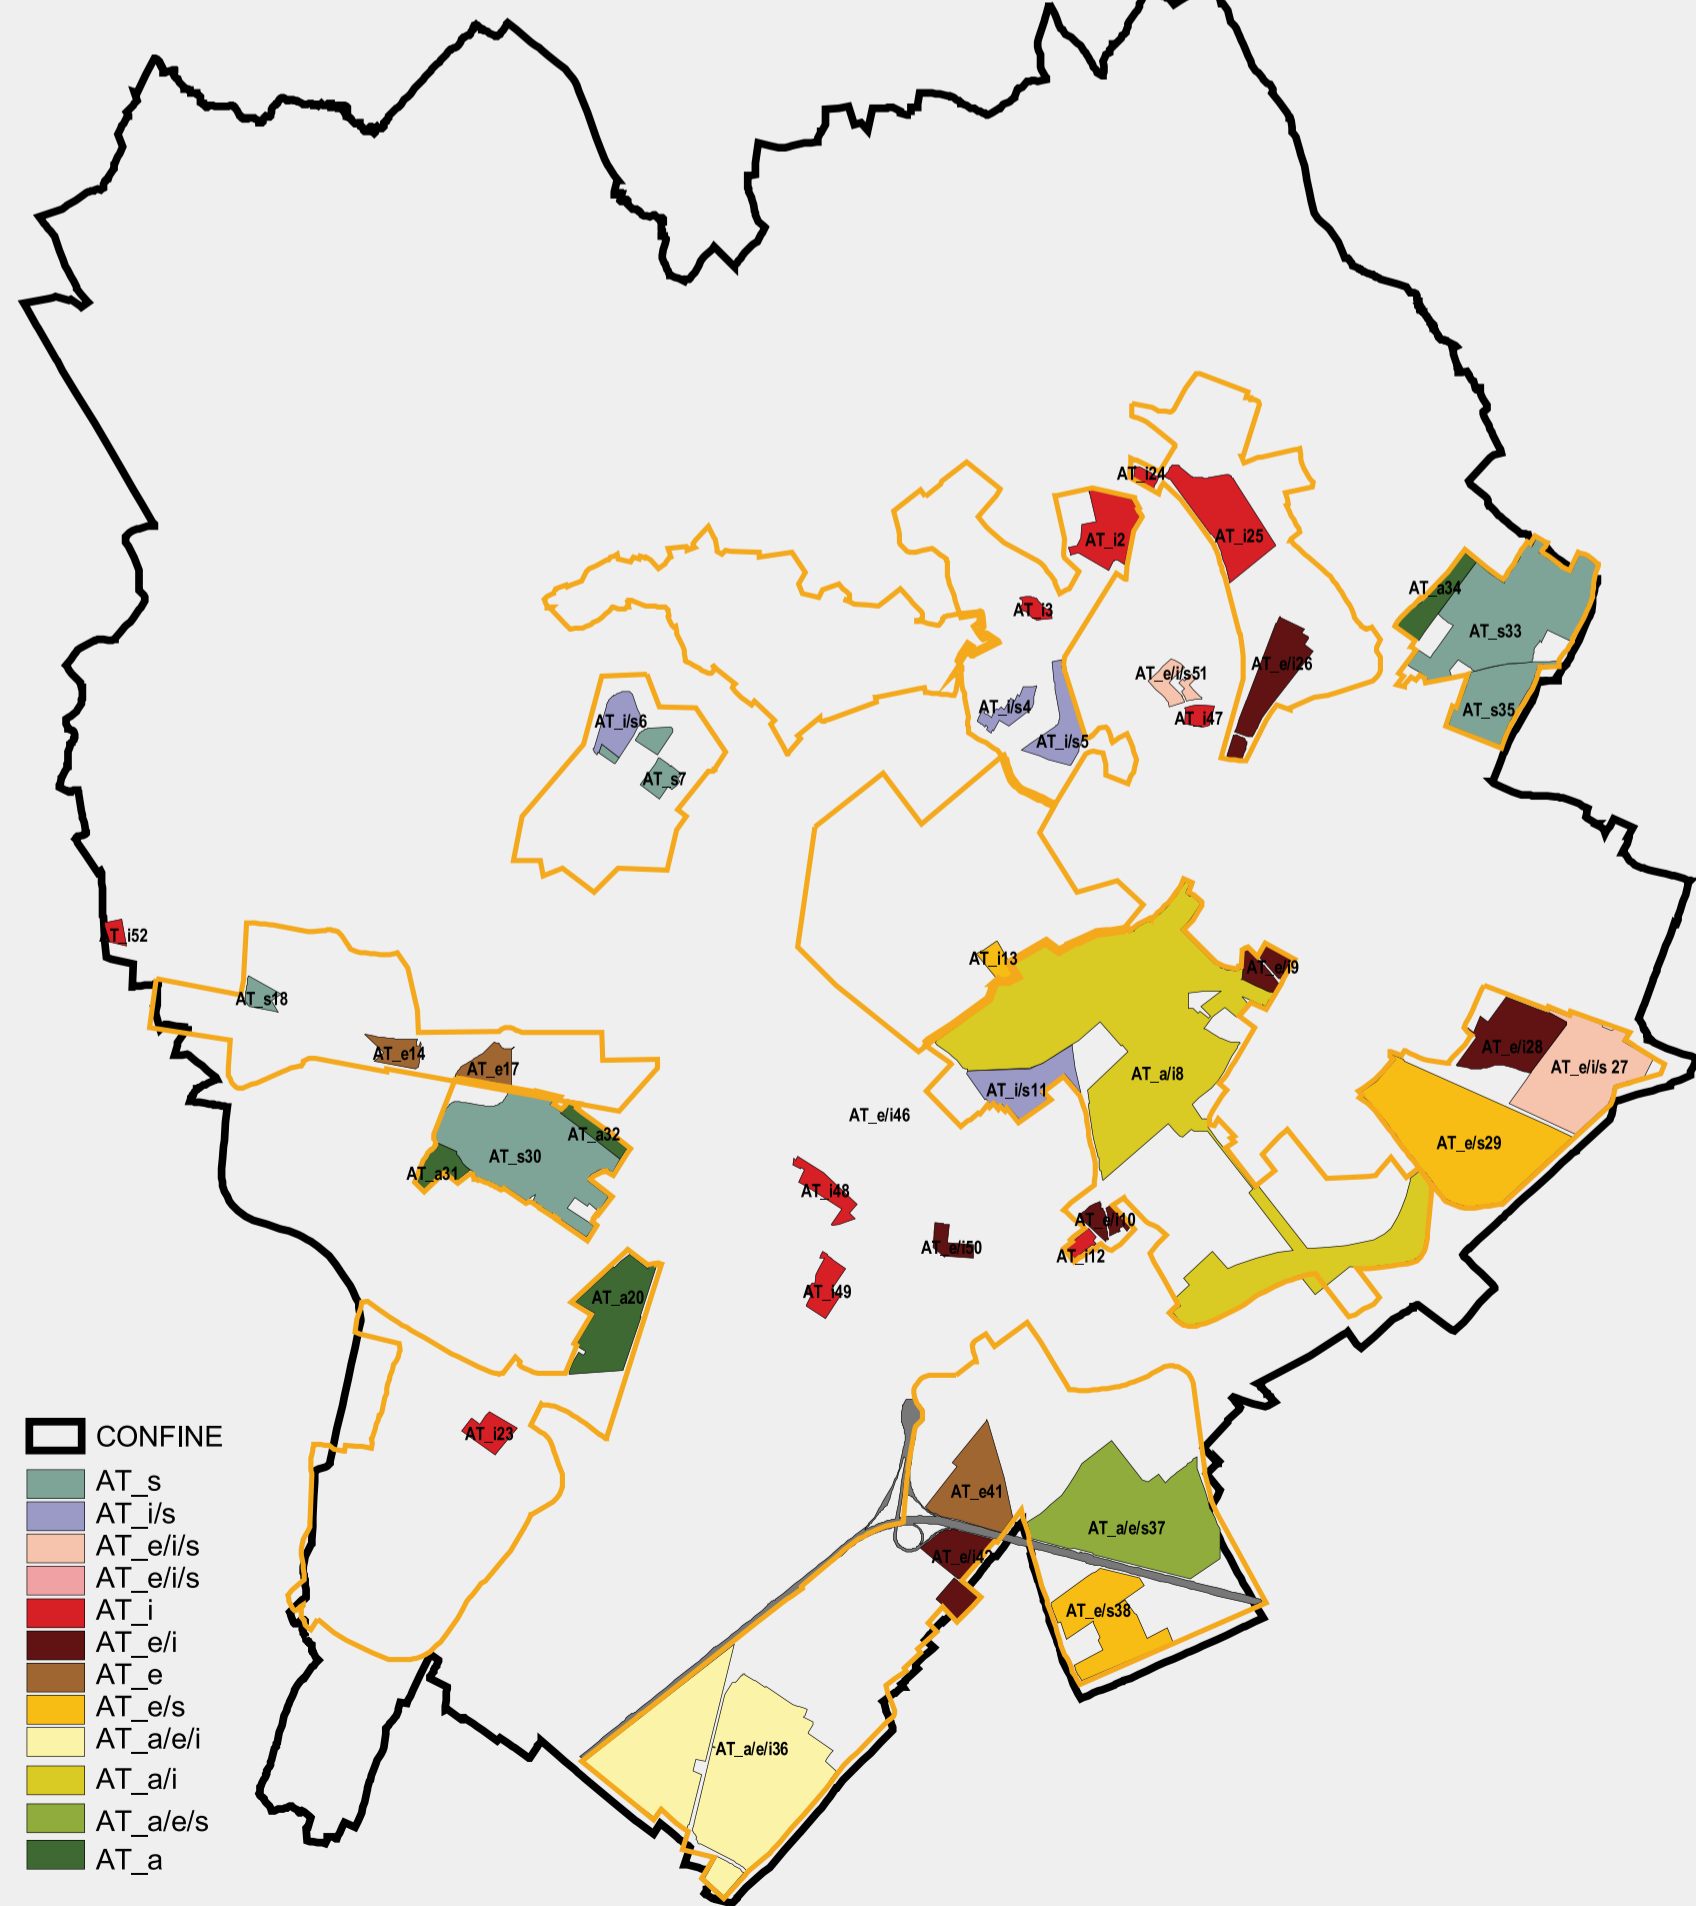 AT_i24
AT_i2
AT_i25
AT_a34
AT_i3
AT_s33
AT_e/i26
AT_e/i/s51
AT_i/s4
AT_s35
AT_i47
AT_i/s6
AT_i/s5
AT_s7
AT_i52
AT_i13
AT_e/i9
AT_s18
AT_e/i28
AT_e14
AT_e17
AT_e/i/s 27
AT_a/i8
AT_i/s11
AT_e/i46
AT_a32
AT_e/s29
AT_s30
AT_a31
AT_i48
AT_e/i10
AT_e/i50
AT_i12
AT_i49
AT_a20
AT_i23
AT_e41
AT_a/e/s37
AT_e/i42
AT_e/s38
AT_a/e/i36
CONFINE
AT_s
AT_i/s
AT_e/i/s
AT_e/i/s
AT_i
AT_e/i
AT_e
AT_e/s
AT_a/e/i
AT_a/i
AT_a/e/s
AT_a